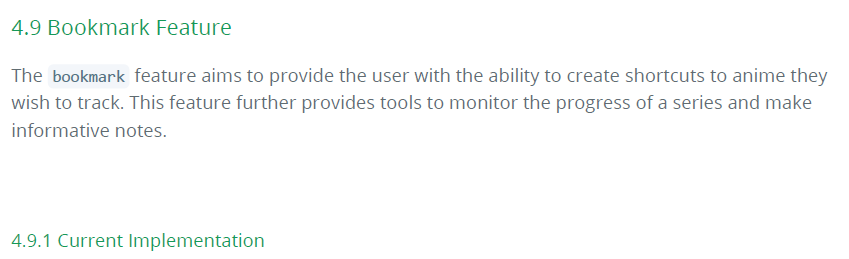 4.9 Bookmark Feature
The bookmark feature aims to provide the user with the ability to create shortcuts to anime they
wish to track. This feature further provides tools to monitor the progress of a series and make
informative notes.
4.9.1 Current Implementation